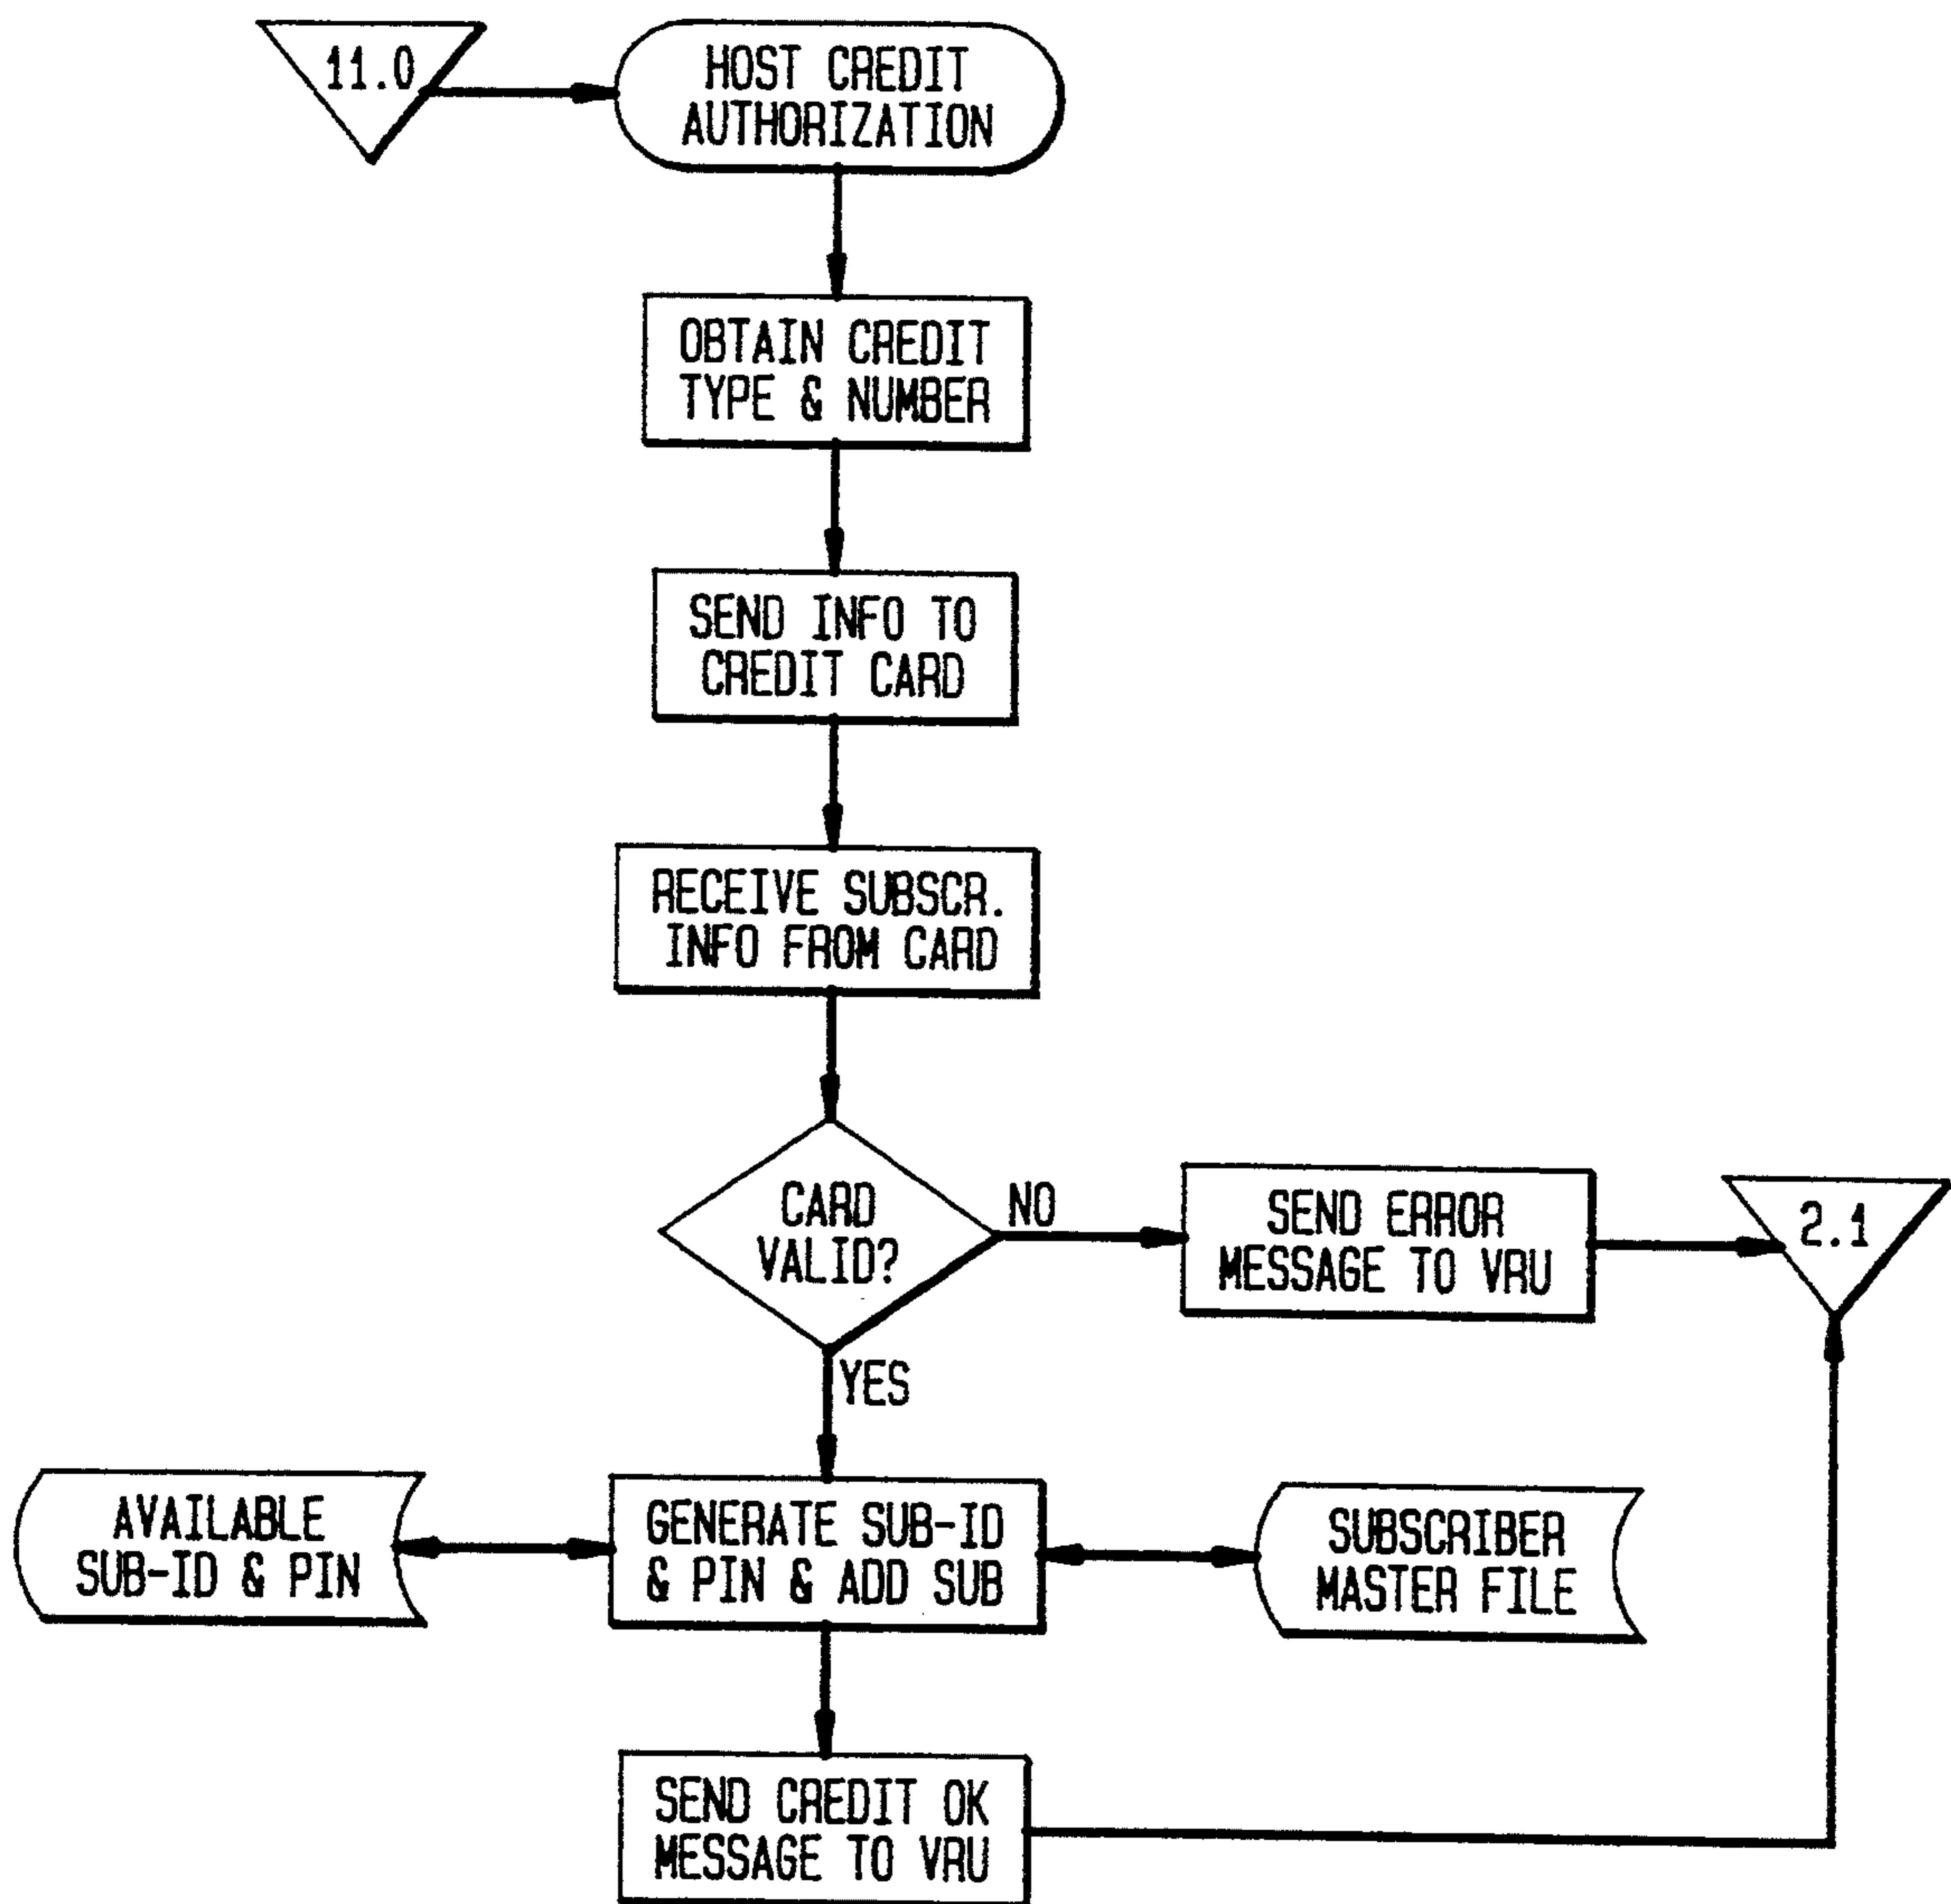 11.0
HOST CREDIT
AUTHORIZATION
OBTAIN CREDIT
TYPE & NUMBER
SEND INFO TO
CREDIT CARD
RECEIVE SUBSCR.
INFO FROM CARD
CARD
VALID?
NO
SEND ERROR
MESSAGE TO VRU
2.1
YES
AVAILABLE
SUB-ID & PIN
GENERATE SUB-ID
& PIN & ADD SUB
SUBSCRIBER
MASTER FILE
SEND CREDIT OK
MESSAGE TO VRU